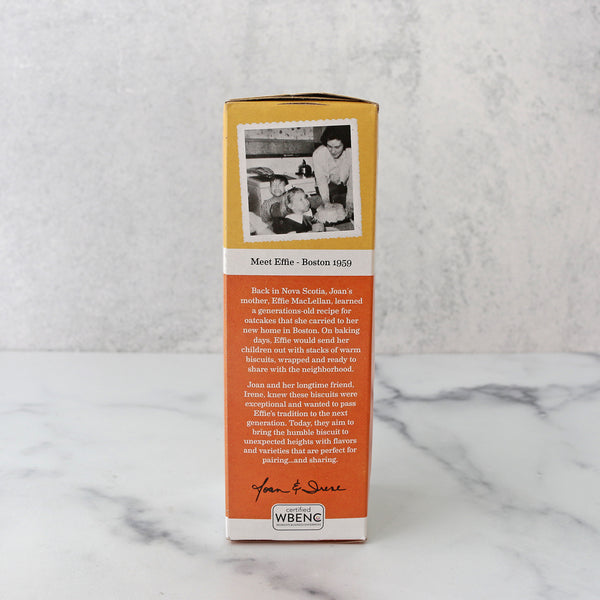 Meet Effie - Boston 1959
Back in Nova Scotia, Joan's
mother, Effie MacLellan, learned
a generations-old recipe for
oatcakes that she carried to her
new home in Boston. On baking
days, Effie would send her
children out with stacks of warm
biscuits, wrapped and ready to
share with the neighborhood.
Joan and her longtime friend,
Irene, knew these biscuits were
exceptional and wanted to pass
Effie's tradition to the next
generation. Today, they aim to
bring the humble biscuit to
unexpected heights with flavors
and varieties that are perfect for
pairing...and sharing.
Joan & Irene
certified
WBENC